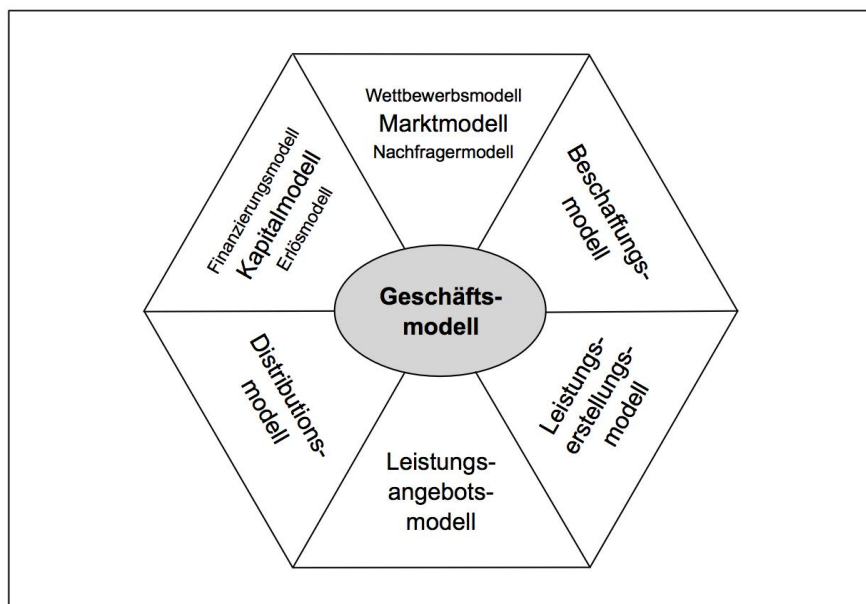 Wettbewerbsmodell
Marktmodell
Nachfragermodell
Beschaffungs-
modell
Leistungs-
erstellungs-
modell
Leistungs-
angebots-
modell
Distributions-
modell
Finanzierungsmodell
Kapitalmodell
Erlösmodell
Geschäfts-
modell